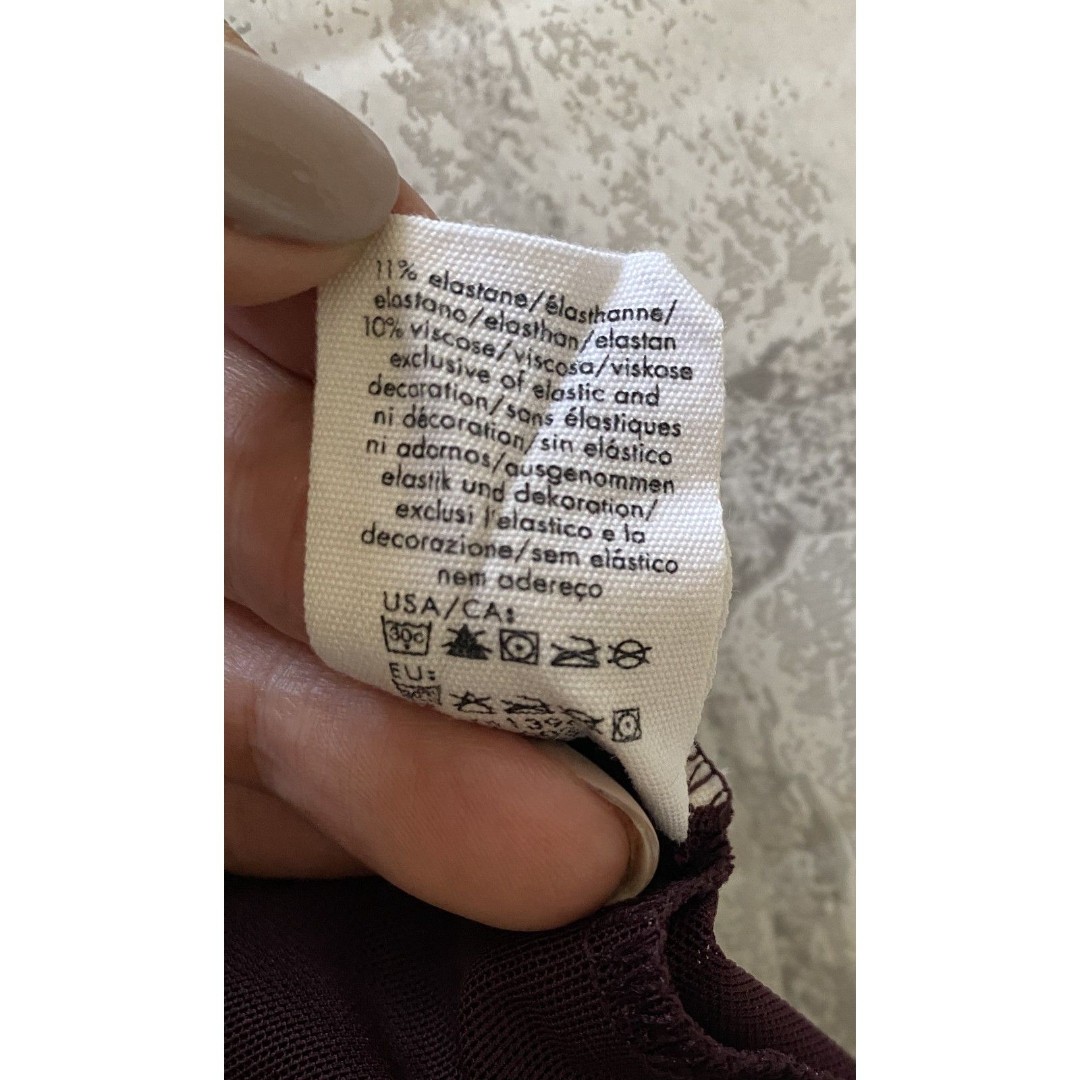 11% elastane/élasthanne/
elastano/elasthan/elastan
10% viscose/viscosa/viskose
exclusive of elastic and
decoration/sans élastiques
ni décoration/sin elástico
ni adornos/ausgenommen
elastik und dekoration/
exclusi l'elastico e la
decorazione/sem elástico
nem adereço
USA/CA:
30c
EU: